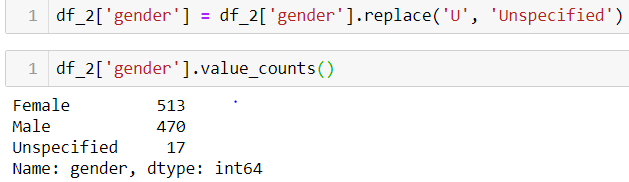 1 df_2['gender'] = df_2['gender'].replace('U', 'Unspecified')
1 df_2['gender'].value_counts()
Female 513
Male 470
Unspecified 17
Name: gender, dtype: int64